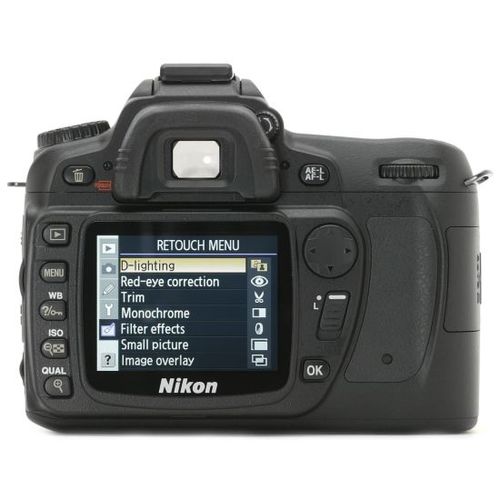 AE-L
AF-L
RETOUCH MENU
D-lighting
Red-eye correction
Trim
Monochrome
Filter effects
Small picture
Image overlay
MENU
WB
?
ISO
QUAL
L
OK
?
Nikon